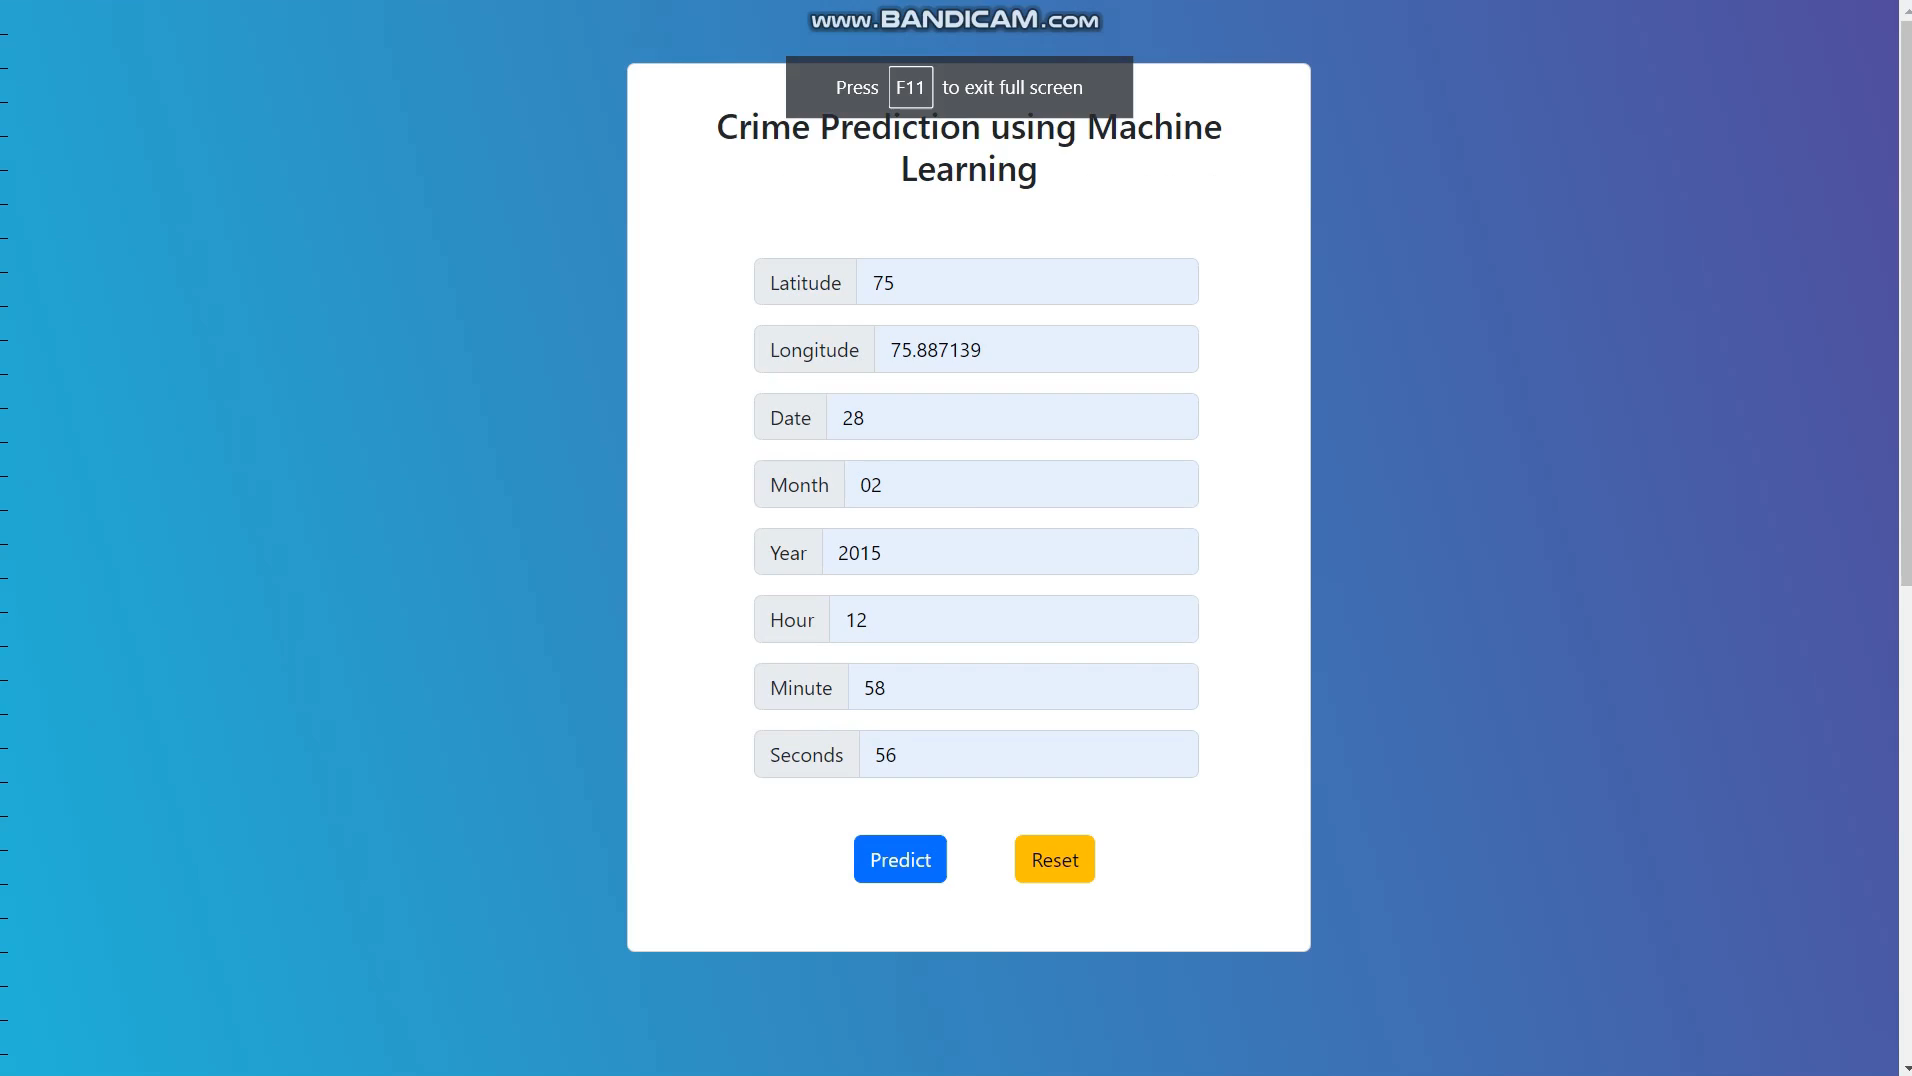 www.BANDICAM.com
Press F11 to exit full screen
Crime Prediction using Machine
Learning
Latitude 75
Longitude 75.887139
Date 28
Month 02
Year 2015
Hour 12
Minute 58
Seconds 56
Predict Reset